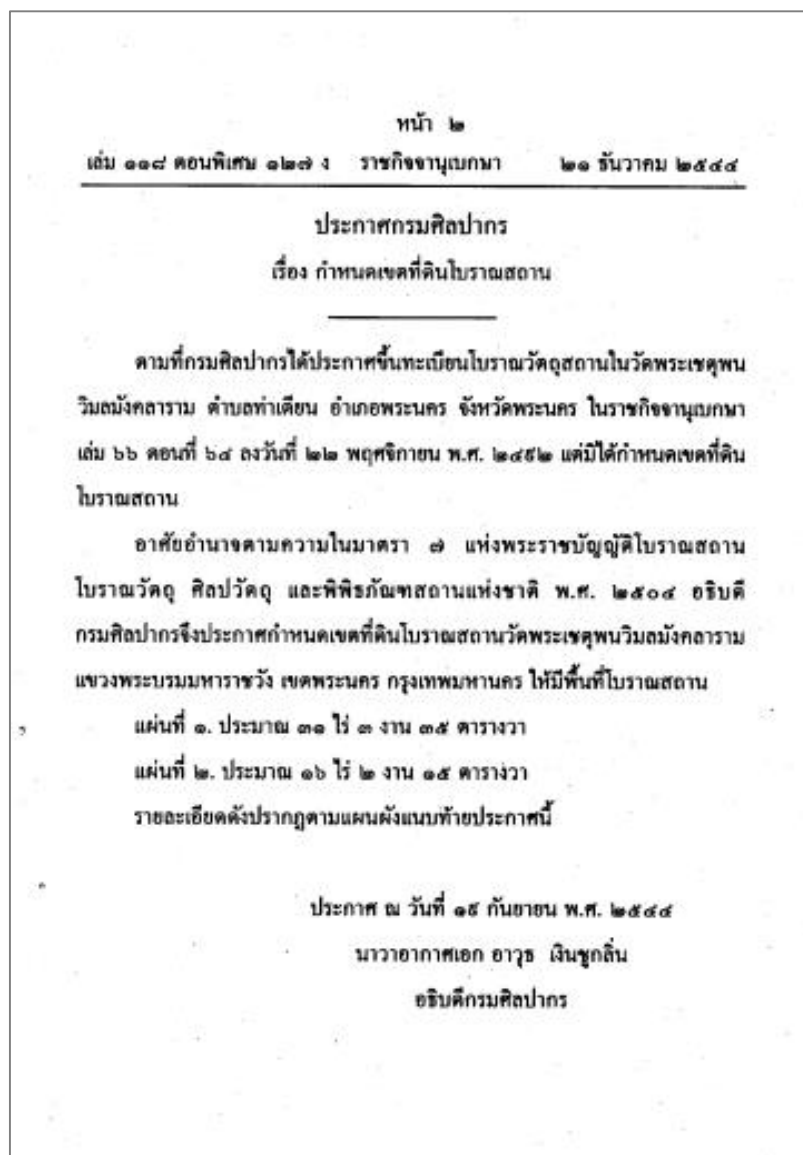 หน้า ๒
เล่ม ๑๑๘ ตอนพิเศษ ๑๒๗ ง ราชกิจจานุเบกษา ๒๑ ธันวาคม ๒๕๔๔
ประกาศกรมศิลปากร
เรื่อง กำหนดเขตที่ดินโบราณสถาน
ตามที่กรมศิลปากรได้ประกาศขึ้นทะเบียนโบราณวัตถุสถานในวัดพระเชตุพน
วิมลมังคลาราม ตำบลท่าเตียน อำเภอพระนคร จังหวัดพระนคร ในราชกิจจานุเบกษา
เล่ม ๖๖ ตอนที่ ๖๔ ลงวันที่ ๒๒ พฤศจิกายน พ.ศ. ๒๔๙๒ แต่มิได้กำหนดเขตที่ดิน
โบราณสถาน
อาศัยอำนาจตามความในมาตรา ๗ แห่งพระราชบัญญัติโบราณสถาน
โบราณวัตถุ ศิลปวัตถุ และพิพิธภัณฑสถานแห่งชาติ พ.ศ. ๒๕๐๔ อธิบดี
กรมศิลปากรจึงประกาศกำหนดเขตที่ดินโบราณสถานวัดพระเชตุพนวิมลมังคลาราม
แขวงพระบรมมหาราชวัง เขตพระนคร กรุงเทพมหานคร ให้มีพื้นที่โบราณสถาน
แผ่นที่ ๑. ประมาณ ๓๑ ไร่ ๓ งาน ๓๕ ตารางวา
แผ่นที่ ๒. ประมาณ ๑๖ ไร่ ๒ งาน ๑๕ ตารางวา
รายละเอียดดังปรากฏตามแผนผังแนบท้ายประกาศนี้
ประกาศ ณ วันที่ ๑๙ กันยายน พ.ศ. ๒๕๔๔
นาวาอากาศเอก อาวุธ เงินชูกลิ่น
อธิบดีกรมศิลปากร